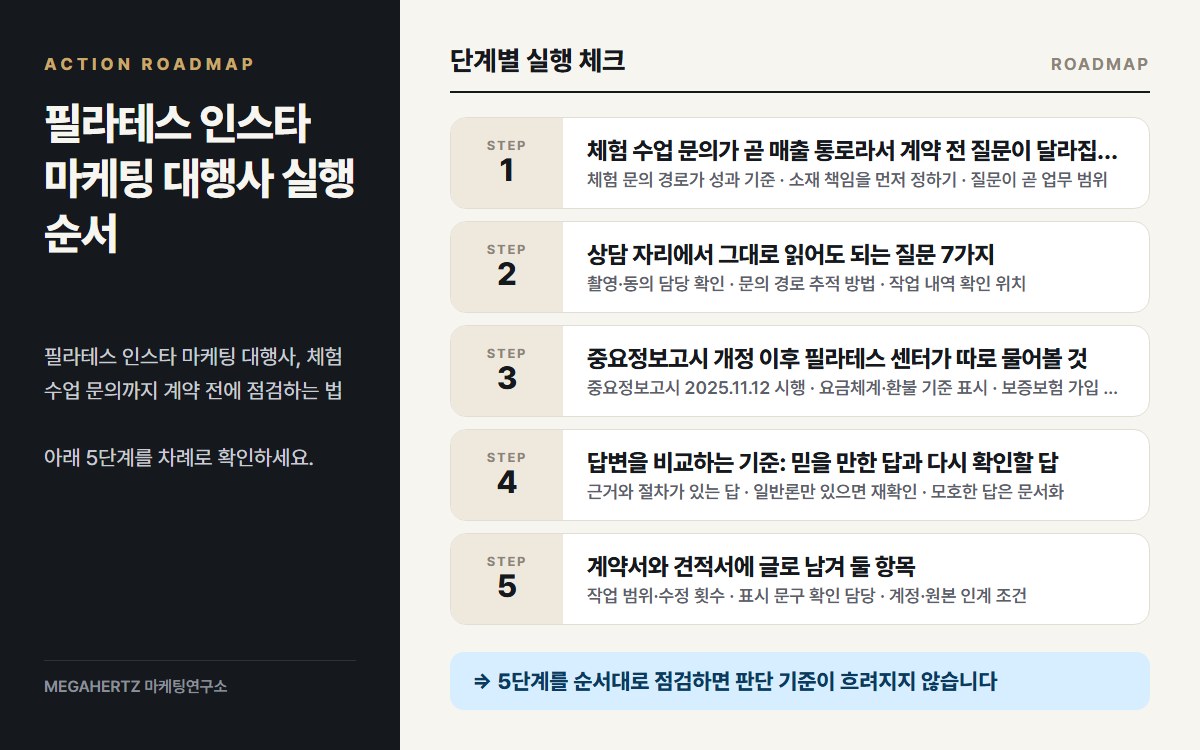 ACTION ROADMAP
필라테스 인스타
마케팅 대행사 실행
순서
필라테스 인스타 마케팅 대행사, 체험
수업 문의까지 계약 전에 점검하는 법
아래 5단계를 차례로 확인하세요.
MEGAHERTZ 마케팅연구소
단계별 실행 체크
ROADMAP
STEP
1
체험 수업 문의가 곧 매출 통로라서 계약 전 질문이 달라집...
체험 문의 경로가 성과 기준 · 소재 책임을 먼저 정하기 · 질문이 곧 업무 범위
STEP
2
상담 자리에서 그대로 읽어도 되는 질문 7가지
촬영·동의 담당 확인 · 문의 경로 추적 방법 · 작업 내역 확인 위치
STEP
3
중요정보고시 개정 이후 필라테스 센터가 따로 물어볼 것
중요정보고시 2025.11.12 시행 · 요금체계·환불 기준 표시 · 보증보험 가입 ...
STEP
4
답변을 비교하는 기준: 믿을 만한 답과 다시 확인할 답
근거와 절차가 있는 답 · 일반론만 있으면 재확인 · 모호한 답은 문서화
STEP
5
계약서와 견적서에 글로 남겨 둘 항목
작업 범위·수정 횟수 · 표시 문구 확인 담당 · 계정·원본 인계 조건
⇒ 5단계를 순서대로 점검하면 판단 기준이 흐려지지 않습니다